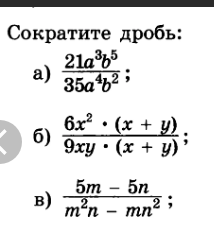 Сократите дробь:
а) 21a³b⁵ / 35a⁴b² ;
б) 6x² · (x + y) / 9xy · (x + y) ;
в) 5m − 5n / m²n − mn² ;